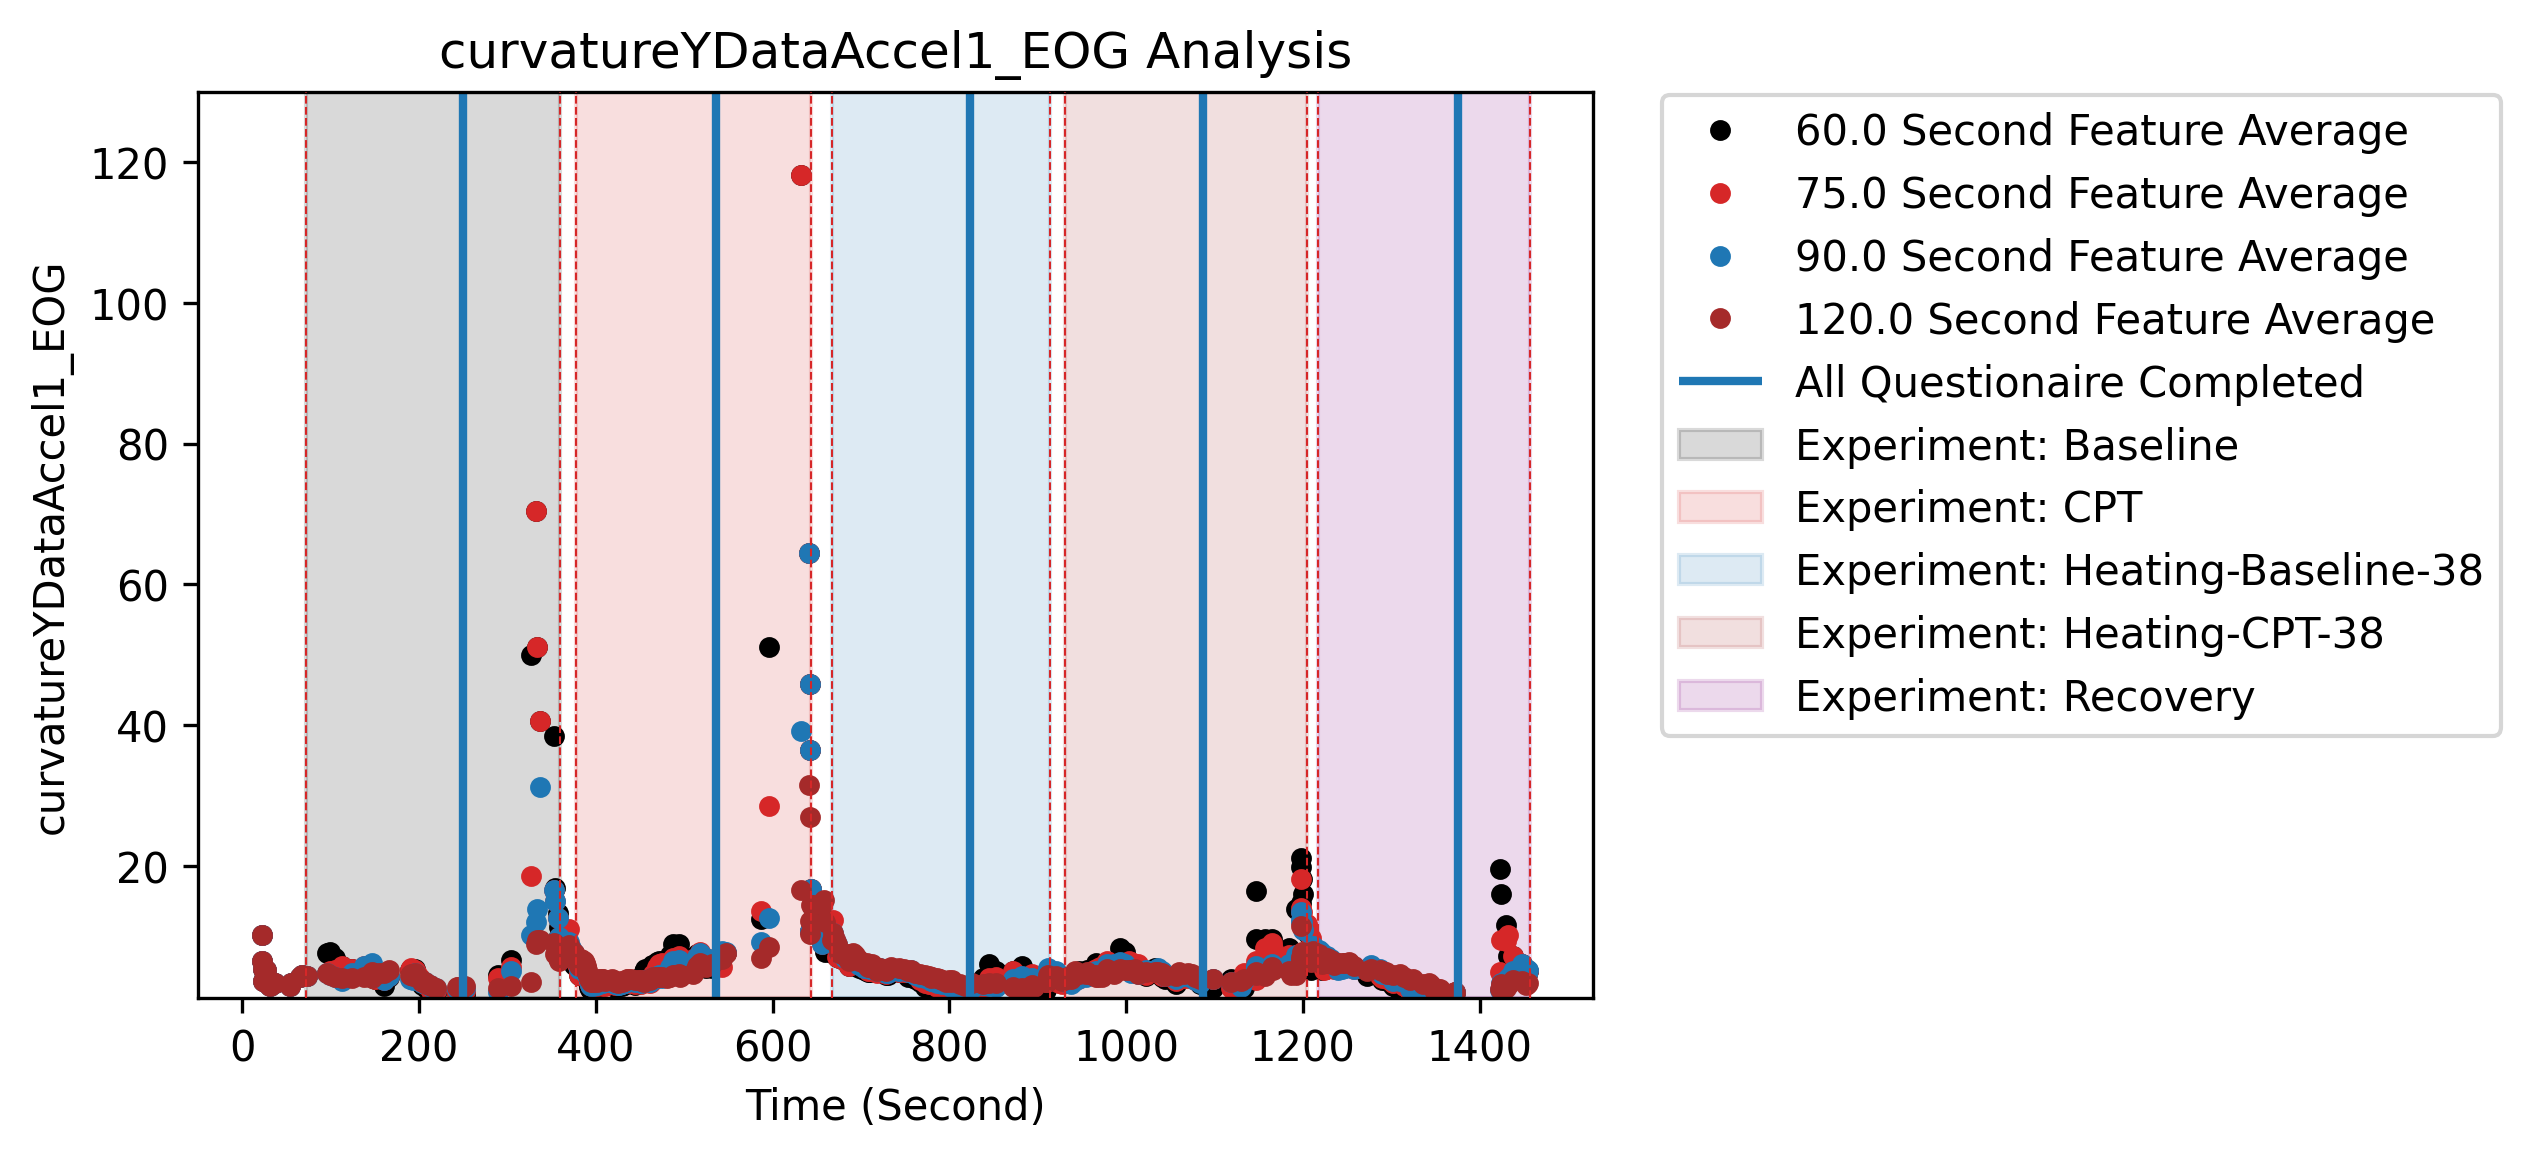 curvatureYDataAccel1_EOG Analysis
curvatureYDataAccel1_EOG
120
100
80
60
40
20
0 200 400 600 800 1000 1200 1400
Time (Second)
60.0 Second Feature Average
75.0 Second Feature Average
90.0 Second Feature Average
120.0 Second Feature Average
All Questionaire Completed
Experiment: Baseline
Experiment: CPT
Experiment: Heating-Baseline-38
Experiment: Heating-CPT-38
Experiment: Recovery